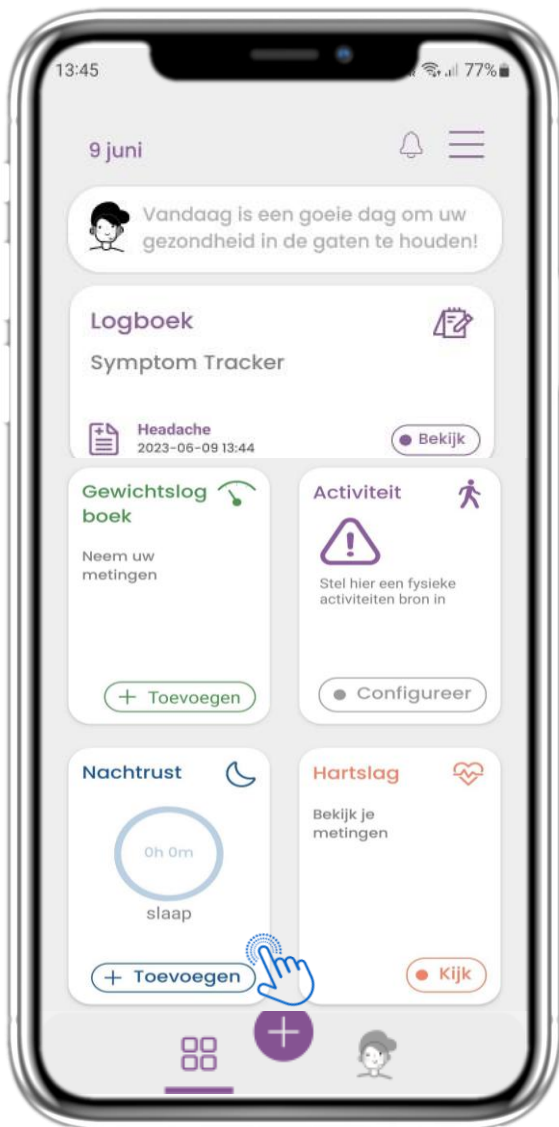 13:45
77%
9 juni
Vandaag is een goeie dag om uw
gezondheid in de gaten te houden!
Logboek
Symptom Tracker
Headache
2023-06-09 13:44
Bekijk
Gewichtslog
boek
Neem uw
metingen
+ Toevoegen
Activiteit
Stel hier een fysieke
activiteiten bron in
Configureer
Nachtrust
0h 0m
slaap
+ Toevoegen
Hartslag
Bekijk je
metingen
Kijk